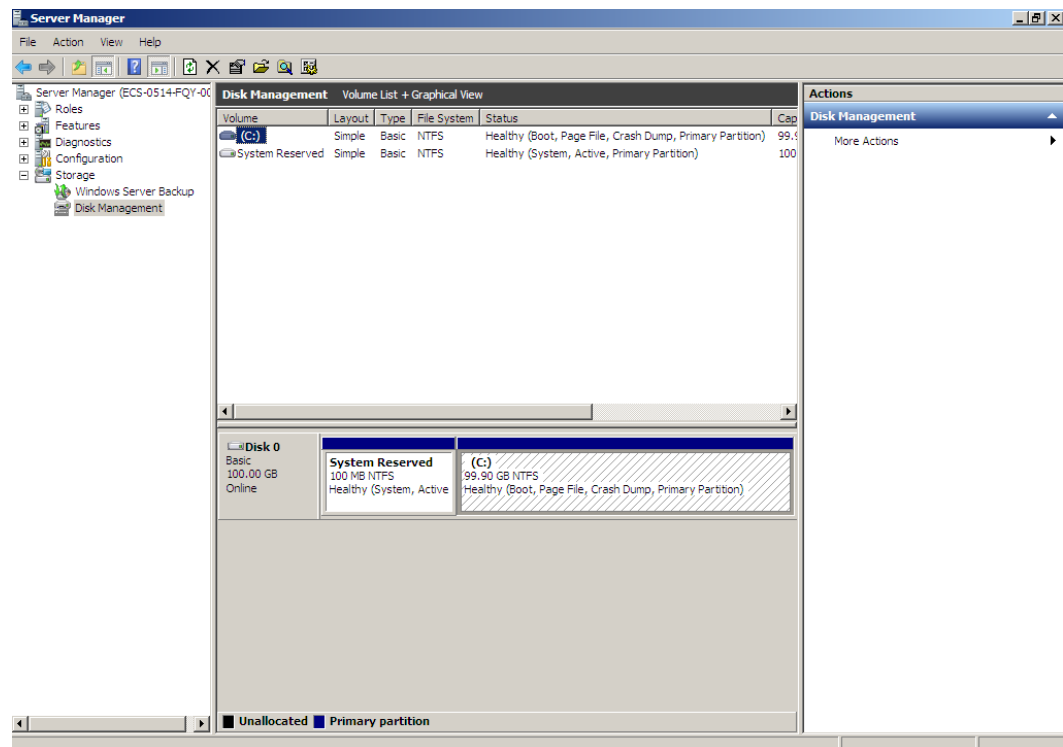 Server Manager
File Action View Help
Server Manager (ECS-0514-FQY-00
Roles
Features
Diagnostics
Configuration
Storage
Windows Server Backup
Disk Management
Disk Management Volume List + Graphical View
Volume Layout Type File System Status Cap
(C:) Simple Basic NTFS Healthy (Boot, Page File, Crash Dump, Primary Partition) 99.9
System Reserved Simple Basic NTFS Healthy (System, Active, Primary Partition) 100
Disk 0
Basic
100.00 GB
Online
System Reserved
100 MB NTFS
Healthy (System, Active
(C:)
99.90 GB NTFS
Healthy (Boot, Page File, Crash Dump, Primary Partition)
Unallocated Primary partition
Actions
Disk Management
More Actions